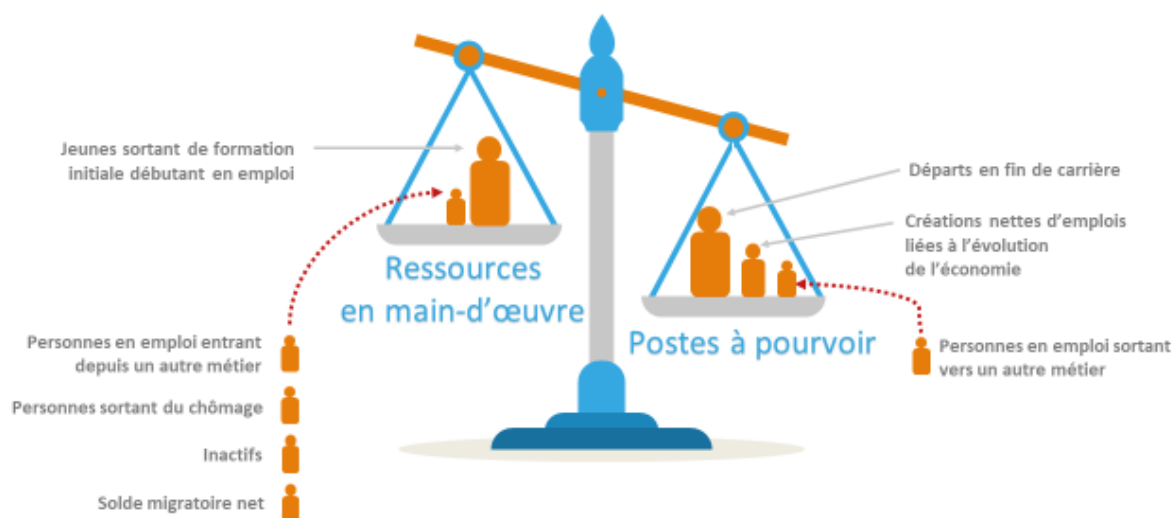 Jeunes sortant de formation
initiale débutant en emploi
Ressources
en main-d'œuvre
Personnes en emploi entrant
depuis un autre métier
Personnes sortant du chômage
Inactifs
Solde migratoire net
Départs en fin de carrière
Créations nettes d'emplois
liées à l'évolution
de l'économie
Postes à pourvoir
Personnes en emploi sortant
vers un autre métier